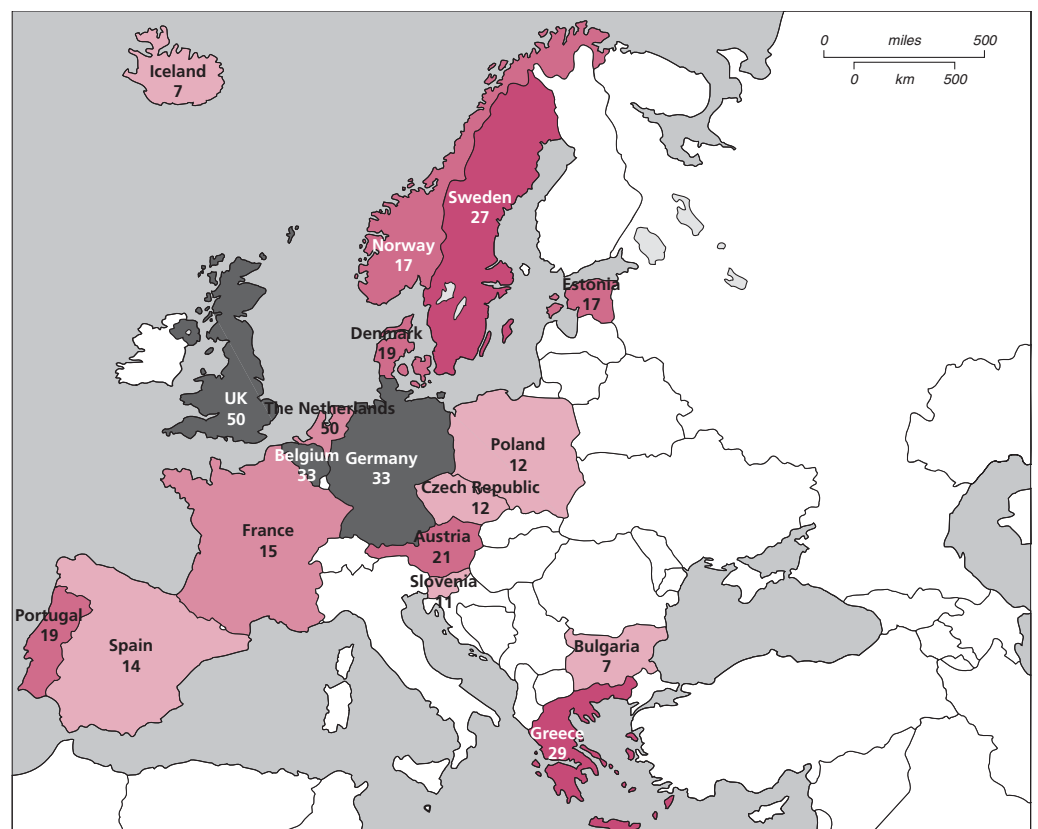 0 miles 500
0 km 500
Iceland
7
Sweden
27
Norway
17
Estonia
17
Denmark
19
UK
50
The Netherlands
50
Belgium
33
Germany
33
Poland
12
Czech Republic
12
France
15
Austria
21
Slovenia
11
Portugal
19
Spain
14
Bulgaria
7
Greece
29